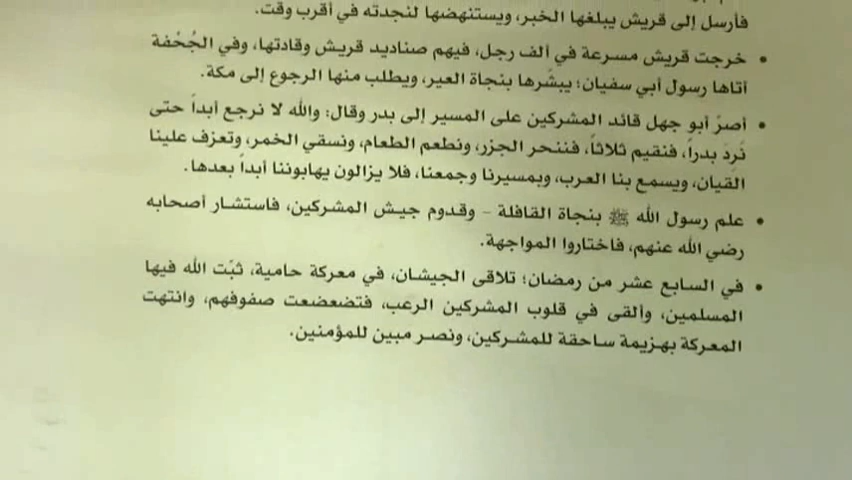 فأرسل إلى قريش يبلغها الخبر، ويستنهضها لنجدته في أقرب وقت.
• خرجت قريش مسرعة في ألف رجل، فيهم صناديد قريش وقادتها، وفي الجُحْفة
أتاها رسول أبي سفيان؛ يبشّرها بنجاة العير، ويطلب منها الرجوع إلى مكة.
• أصرّ أبو جهل قائد المشركين على المسير إلى بدر وقال: والله لا نرجع أبداً حتى
نَرِدَ بدراً، فنقيم ثلاثاً، فننحر الجزر، ونطعم الطعام، ونسقي الخمر، وتعزف علينا
القيان، ويسمع بنا العرب، وبمسيرنا وجمعنا، فلا يزالون يهابوننا أبداً بعدها.
• علم رسول الله ﷺ بنجاة القافلة - وقدوم جيش المشركين، فاستشار أصحابه
رضي الله عنهم، فاختاروا المواجهة.
• في السابع عشر من رمضان؛ تلاقى الجيشان، في معركة حامية، ثبّت الله فيها
المسلمين، وألقى في قلوب المشركين الرعب، فتضعضعت صفوفهم، وانتهت
المعركة بهزيمة ساحقة للمشركين، ونصر مبين للمؤمنين.